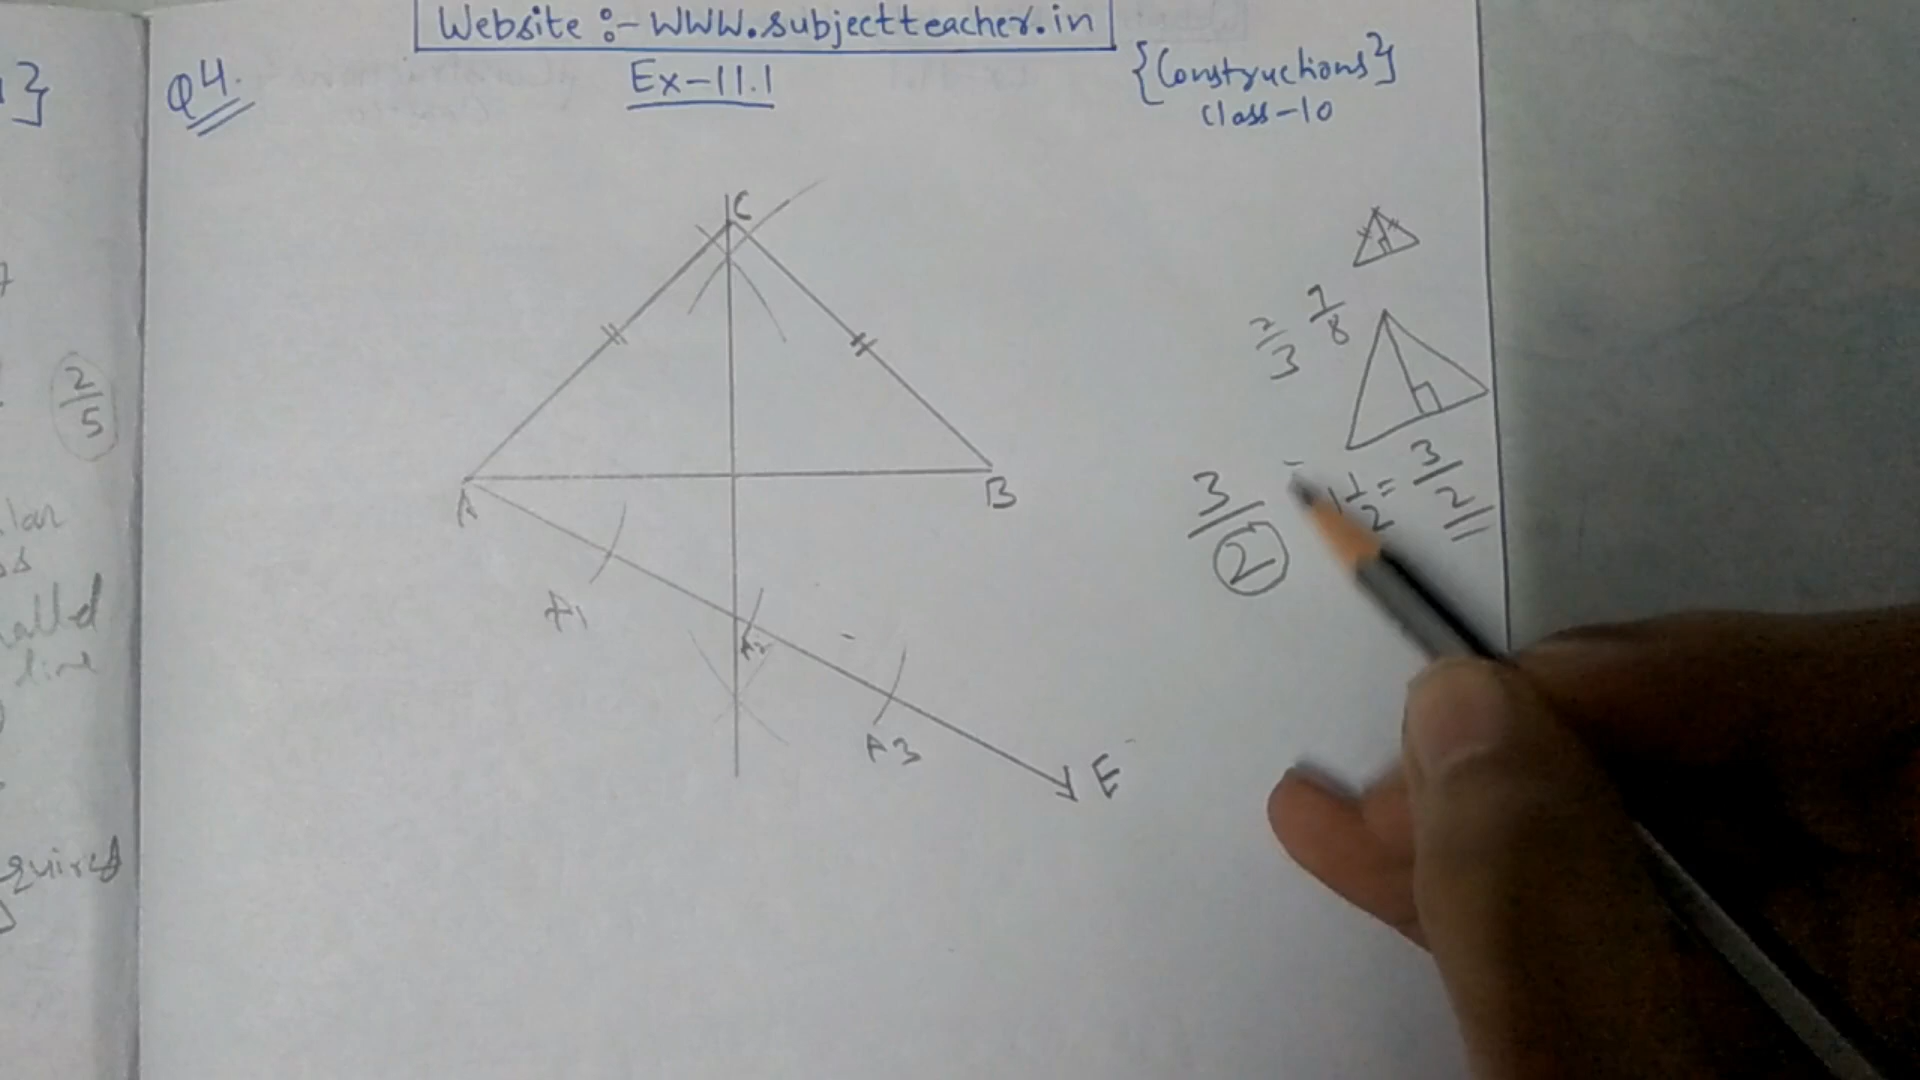 Website :- WWW.subjectteacher.in
Q4.
Ex-11.1
{Constructions}
Class-10
C
A
B
A1
A2
A3
E
2/3
7/8
3/2
1 1/2 = 3/2
2/5